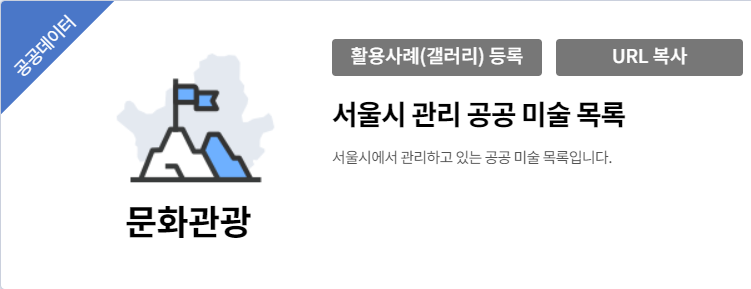 공공데이터
활용사례(갤러리) 등록
URL 복사
서울시 관리 공공 미술 목록
서울시에서 관리하고 있는 공공 미술 목록입니다.
문화관광